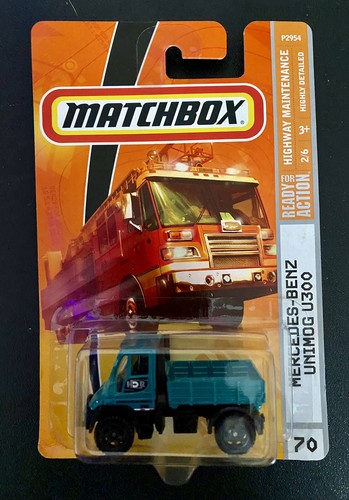 P2954
MATCHBOX
HIGHWAY MAINTENANCE
HIGHLY DETAILED
2/6
3+
READY FOR ACTION.
MERCEDES-BENZ
UNIMOG U300
70